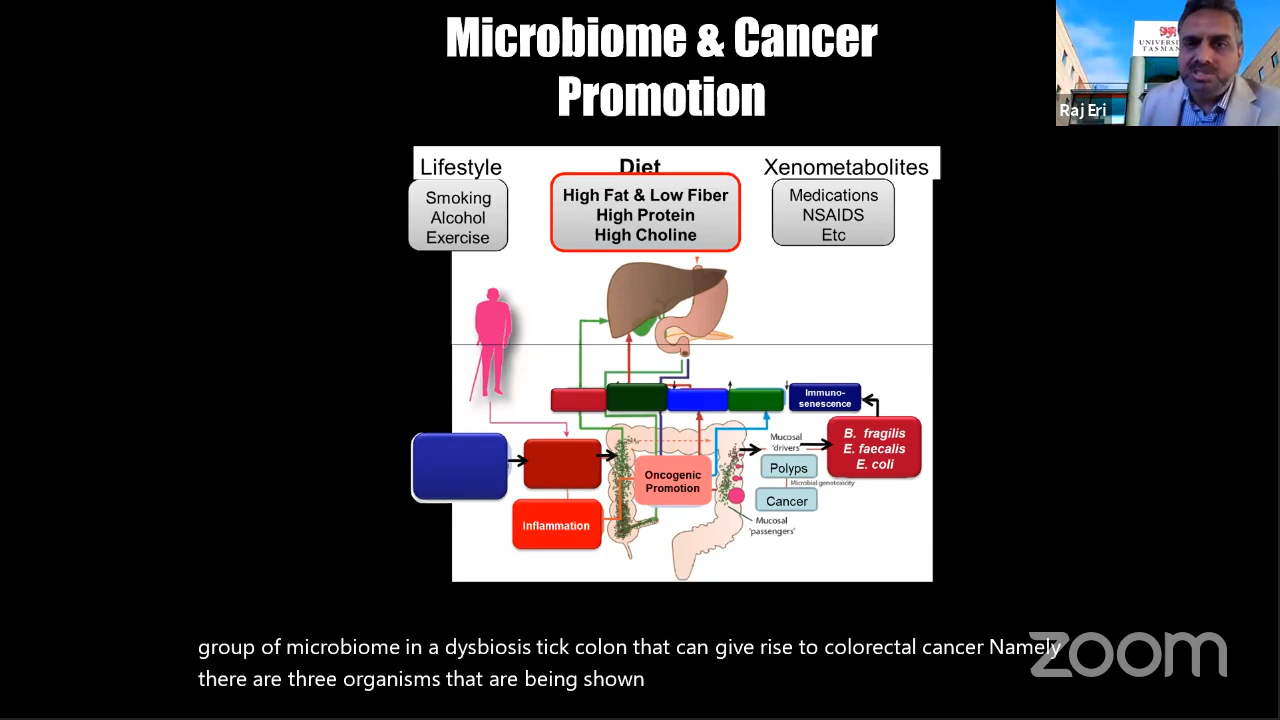 Microbiome & Cancer
Promotion
UNIVERS
TASMAN
Raj Eri
Lifestyle
Diet
Xenometabolites
Smoking
Alcohol
Exercise
High Fat & Low Fiber
High Protein
High Choline
Medications
NSAIDS
Etc
Immuno-
senescence
B. fragilis
E. faecalis
E. coli
Mucosal
'drivers'
Polyps
Microbial genotoxicity
Cancer
Mucosal
'passengers'
Oncogenic
Promotion
Inflammation
group of microbiome in a dysbiosis tick colon that can give rise to colorectal cancer Namely
there are three organisms that are being shown
zoom